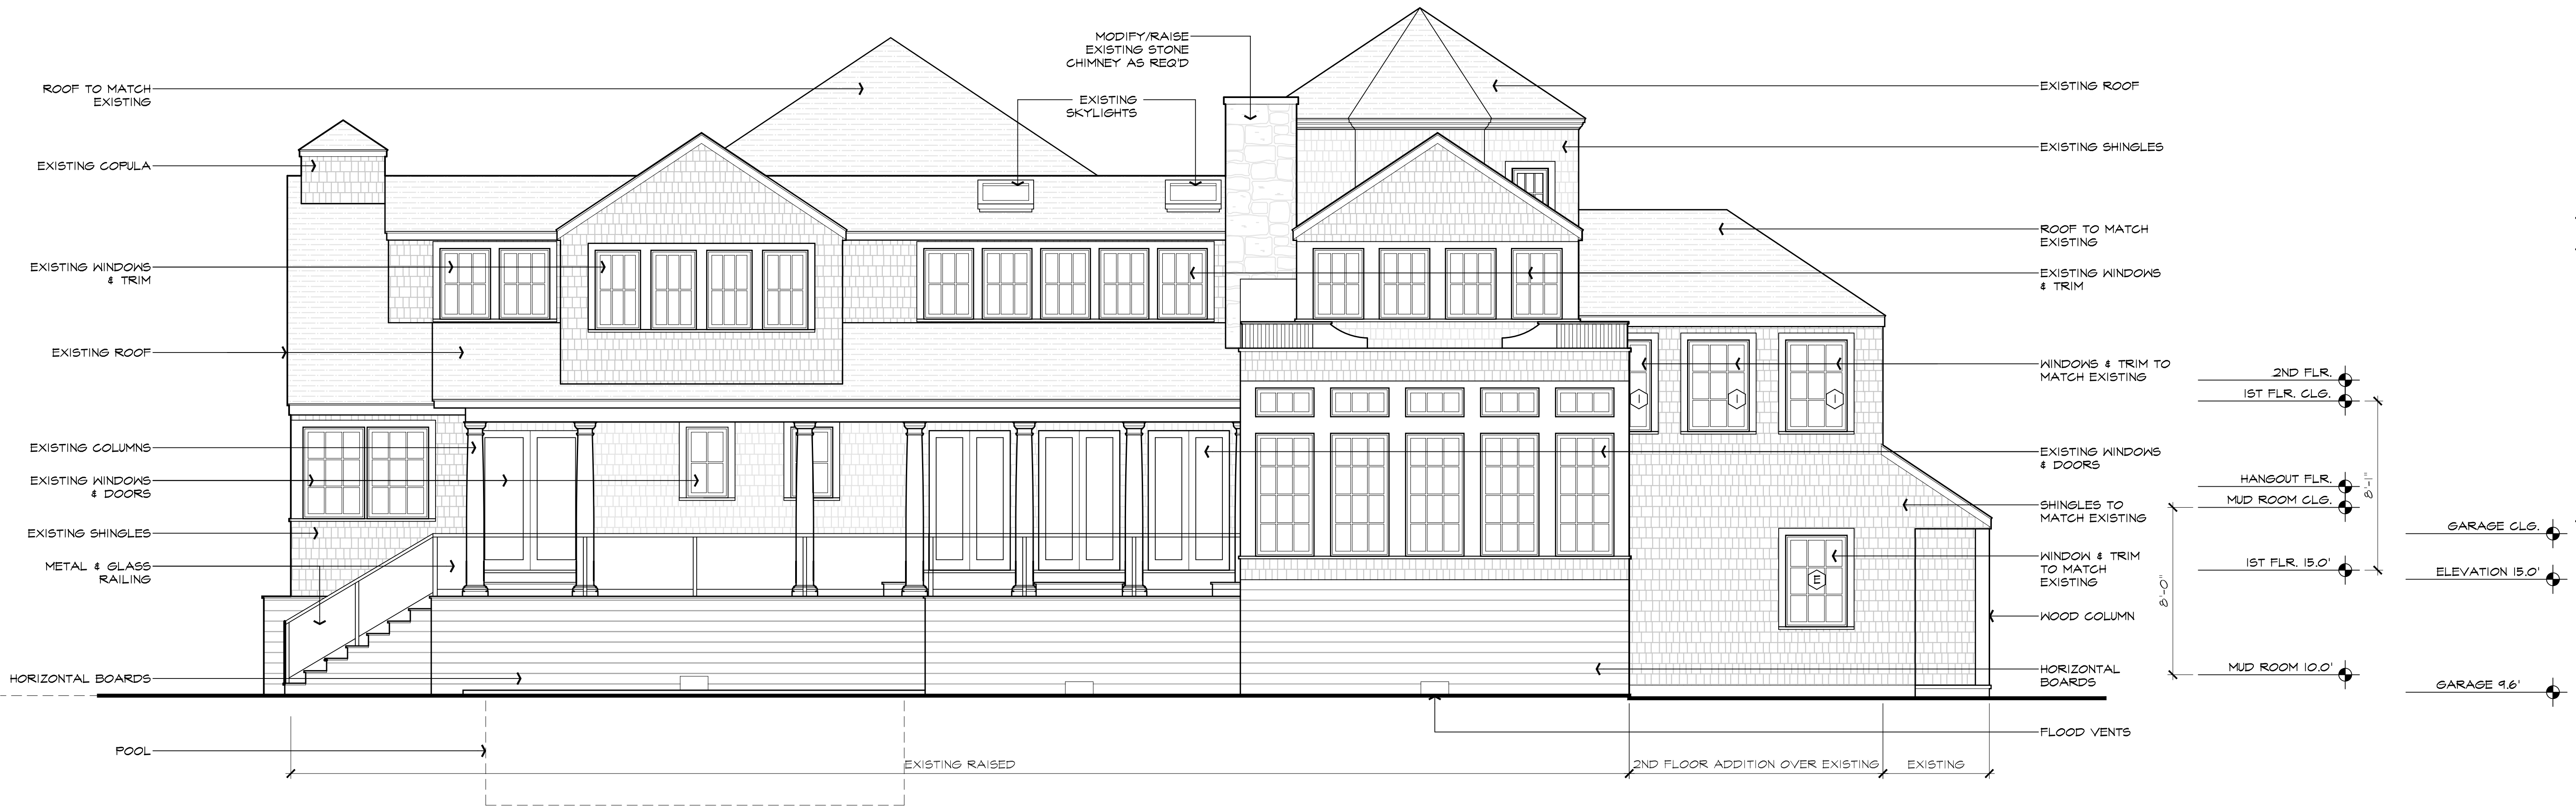 MODIFY/RAISE
EXISTING STONE
CHIMNEY AS REQ'D
ROOF TO MATCH
EXISTING
EXISTING
SKYLIGHTS
EXISTING ROOF
EXISTING COPULA
EXISTING SHINGLES
ROOF TO MATCH
EXISTING
EXISTING WINDOWS
& TRIM
EXISTING WINDOWS
& TRIM
EXISTING ROOF
WINDOWS & TRIM TO
MATCH EXISTING
I
I
I
2ND FLR.
1ST FLR. CLG.
EXISTING COLUMNS
EXISTING WINDOWS
& DOORS
EXISTING WINDOWS
& DOORS
HANGOUT FLR.
MUD ROOM CLG.
8'-1"
EXISTING SHINGLES
SHINGLES TO
MATCH EXISTING
GARAGE CLG.
METAL & GLASS
RAILING
WINDOW & TRIM
TO MATCH
EXISTING
E
1ST FLR. 15.0'
ELEVATION 15.0'
8'-0"
WOOD COLUMN
HORIZONTAL BOARDS
HORIZONTAL
BOARDS
MUD ROOM 10.0'
GARAGE 9.6'
POOL
FLOOD VENTS
EXISTING RAISED
2ND FLOOR ADDITION OVER EXISTING
EXISTING